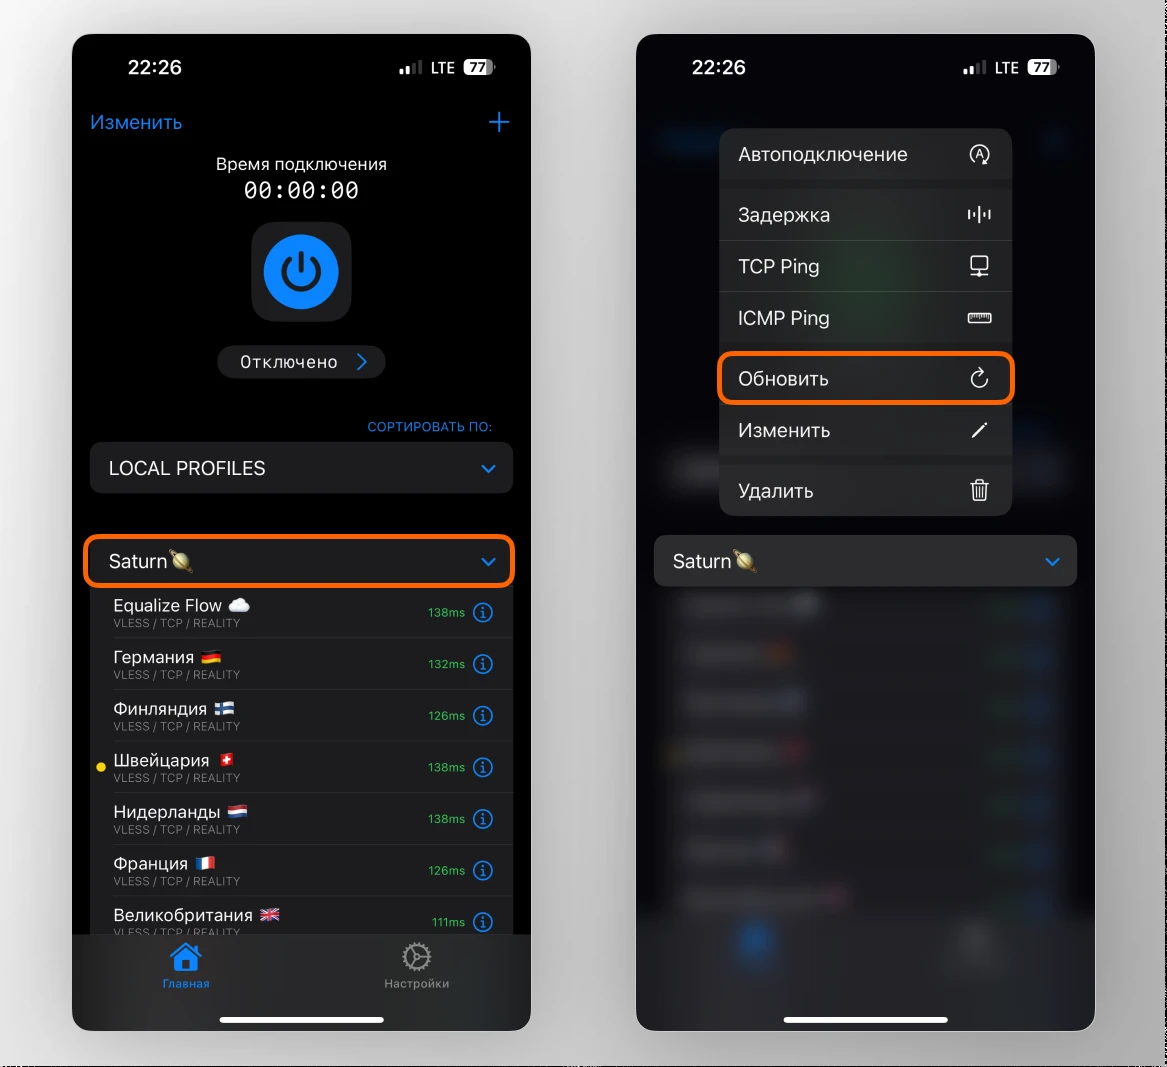 22:26
LTE 77
Изменить
Время подключения
00:00:00
Отключено
СОРТИРОВАТЬ ПО:
LOCAL PROFILES
Saturn🪐
Equalize Flow ☁️
VLESS / TCP / REALITY
138ms
Германия 🇩🇪
VLESS / TCP / REALITY
132ms
Финляндия 🇫🇮
VLESS / TCP / REALITY
126ms
Швейцария 🇨🇭
VLESS / TCP / REALITY
138ms
Нидерланды 🇳🇱
VLESS / TCP / REALITY
138ms
Франция 🇫🇷
VLESS / TCP / REALITY
126ms
Великобритания 🇬🇧
VLESS / TCP / REALITY
111ms
Главная
Настройки
22:26
LTE 77
Автоподключение
Задержка
TCP Ping
ICMP Ping
Обновить
Изменить
Удалить
Saturn🪐